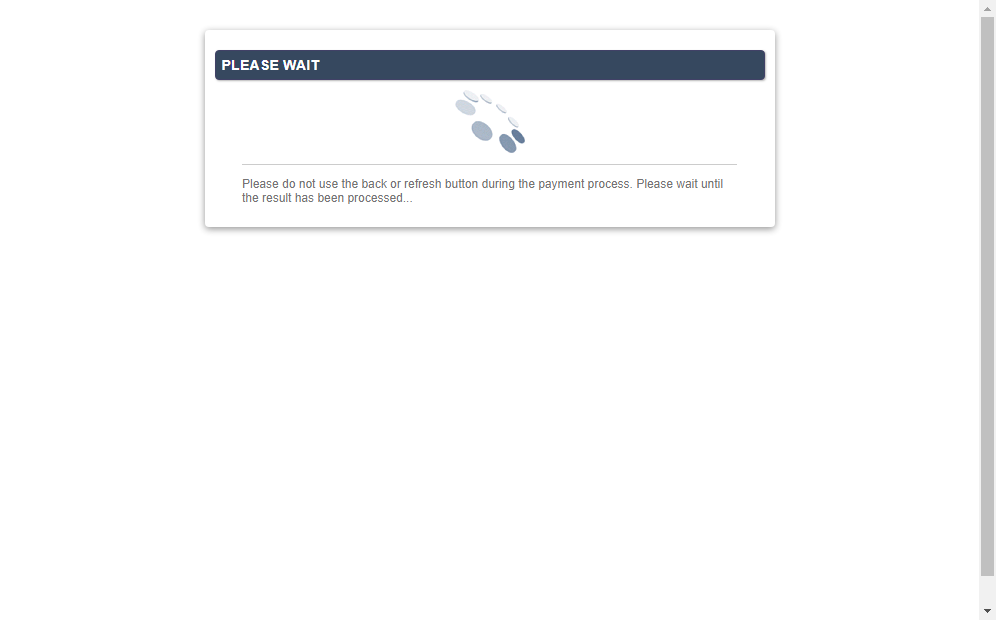 PLEASE WAIT
Please do not use the back or refresh button during the payment process. Please wait until
the result has been processed...